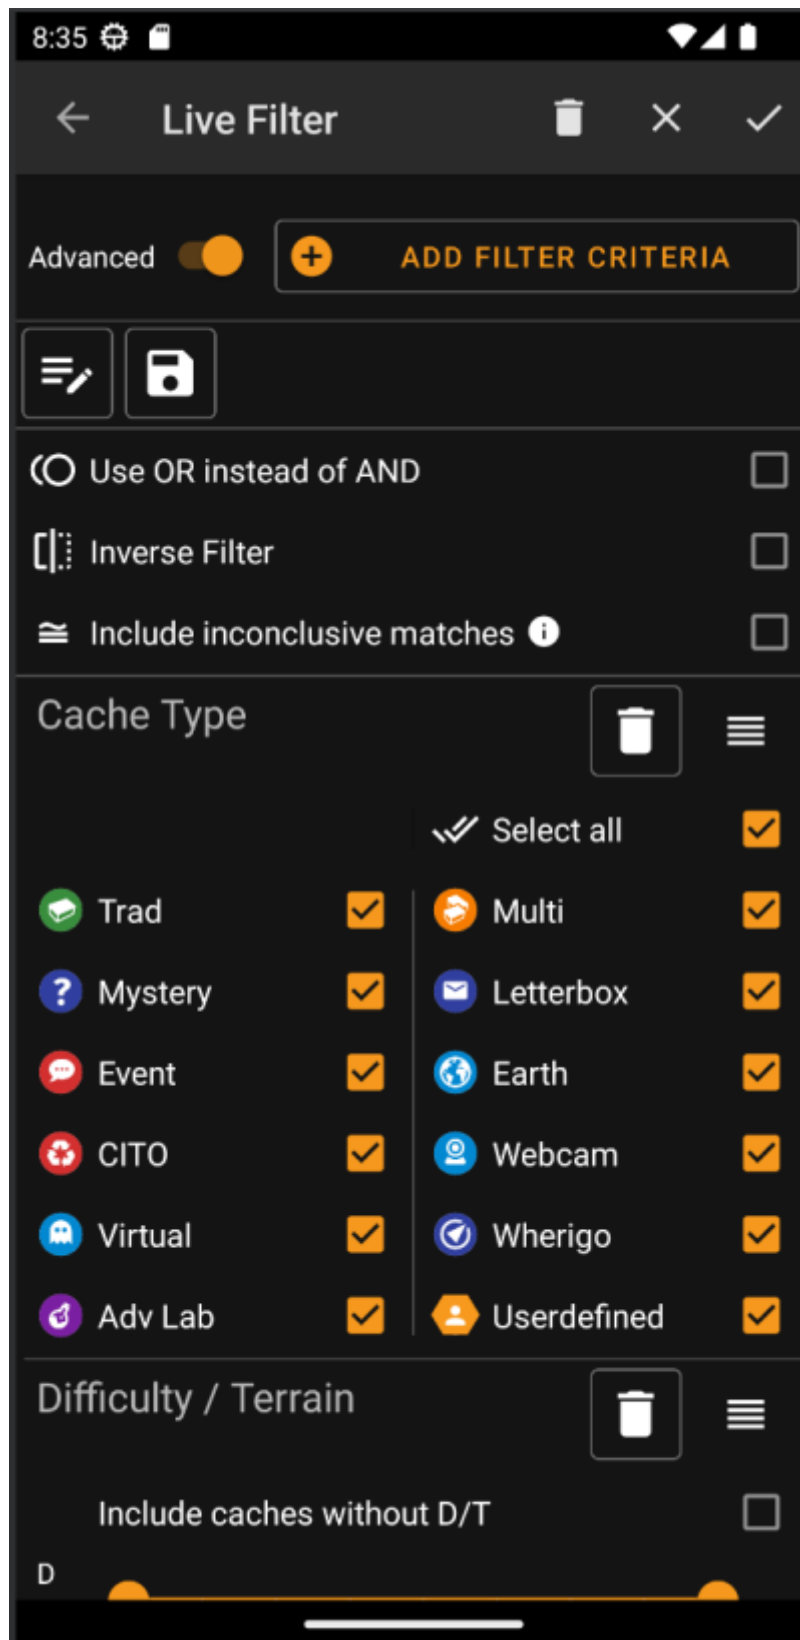 8:35
Live Filter
Advanced
ADD FILTER CRITERIA
Use OR instead of AND
Inverse Filter
Include inconclusive matches
Cache Type
Select all
Trad Multi
Mystery Letterbox
Event Earth
CITO Webcam
Virtual Wherigo
Adv Lab Userdefined
Difficulty / Terrain
Include caches without D/T
D